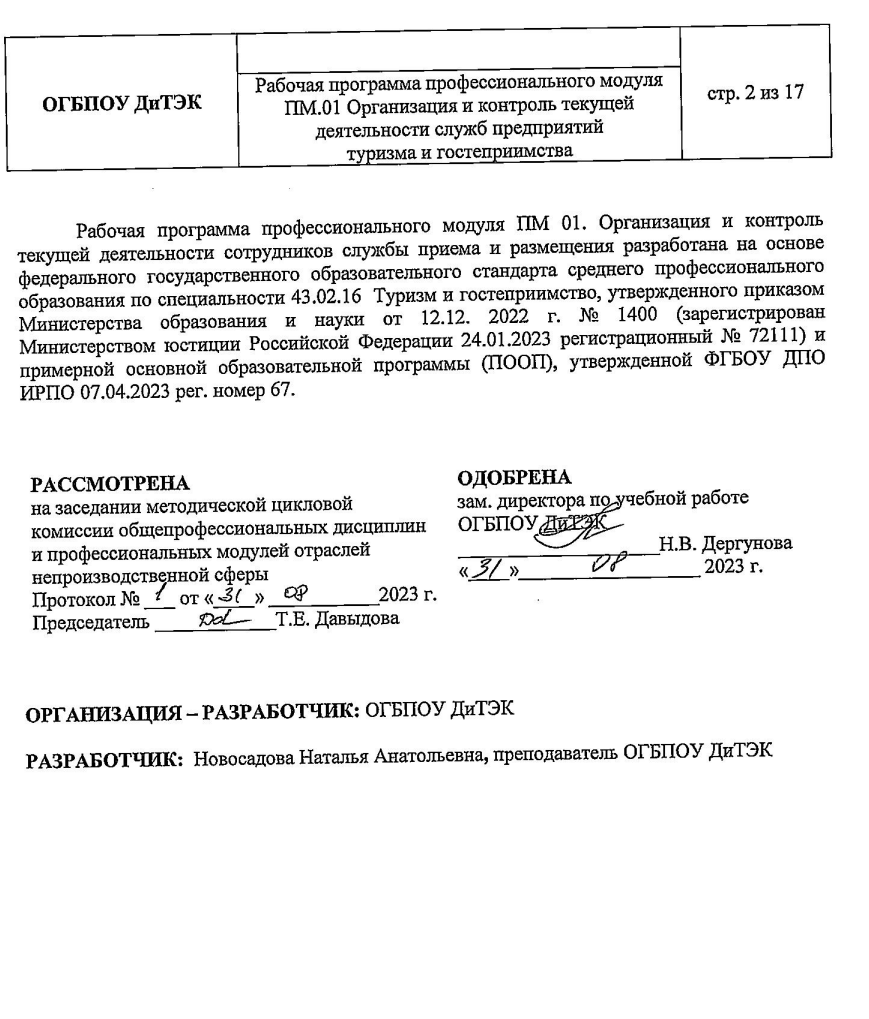 ОГБПОУ ДиТЭК
Рабочая программа профессионального модуля
ПМ.01 Организация и контроль текущей
деятельности служб предприятий
туризма и гостеприимства
стр. 2 из 17
Рабочая программа профессионального модуля ПМ 01. Организация и контроль
текущей деятельности сотрудников службы приема и размещения разработана на основе
федерального государственного образовательного стандарта среднего профессионального
образования по специальности 43.02.16 Туризм и гостеприимство, утвержденного приказом
Министерства образования и науки от 12.12. 2022 г. № 1400 (зарегистрирован
Министерством юстиции Российской Федерации 24.01.2023 регистрационный № 72111) и
примерной основной образовательной программы (ПООП), утвержденной ФГБОУ ДПО
ИРПО 07.04.2023 рег. номер 67.
РАССМОТРЕНА
на заседании методической цикловой
комиссии общепрофессиональных дисциплин
и профессиональных модулей отраслей
непроизводственной сферы
Протокол № 1 от «31» 08 2023 г.
Председатель Т.Е. Давыдова
ОДОБРЕНА
зам. директора по учебной работе
ОГБПОУ ДиТЭК
Н.В. Дергунова
«31» 08 2023 г.
ОРГАНИЗАЦИЯ – РАЗРАБОТЧИК: ОГБПОУ ДиТЭК
РАЗРАБОТЧИК: Новосадова Наталья Анатольевна, преподаватель ОГБПОУ ДиТЭК